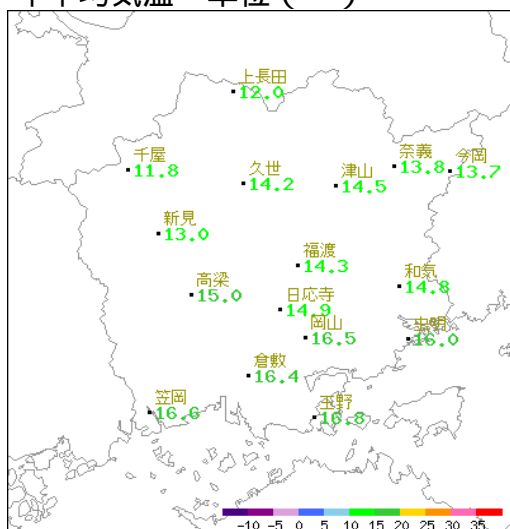 上長田
12.0
千屋
11.8
久世
14.2
津山
14.5
奈義
13.8
今岡
13.7
新見
13.0
福渡
14.3
高梁
15.0
和気
14.8
日応寺
14.9
岡山
16.5
虫明
16.0
倉敷
16.4
笠岡
16.6
玉野
16.8
-10 -5 0 5 10 15 20 25 30 35